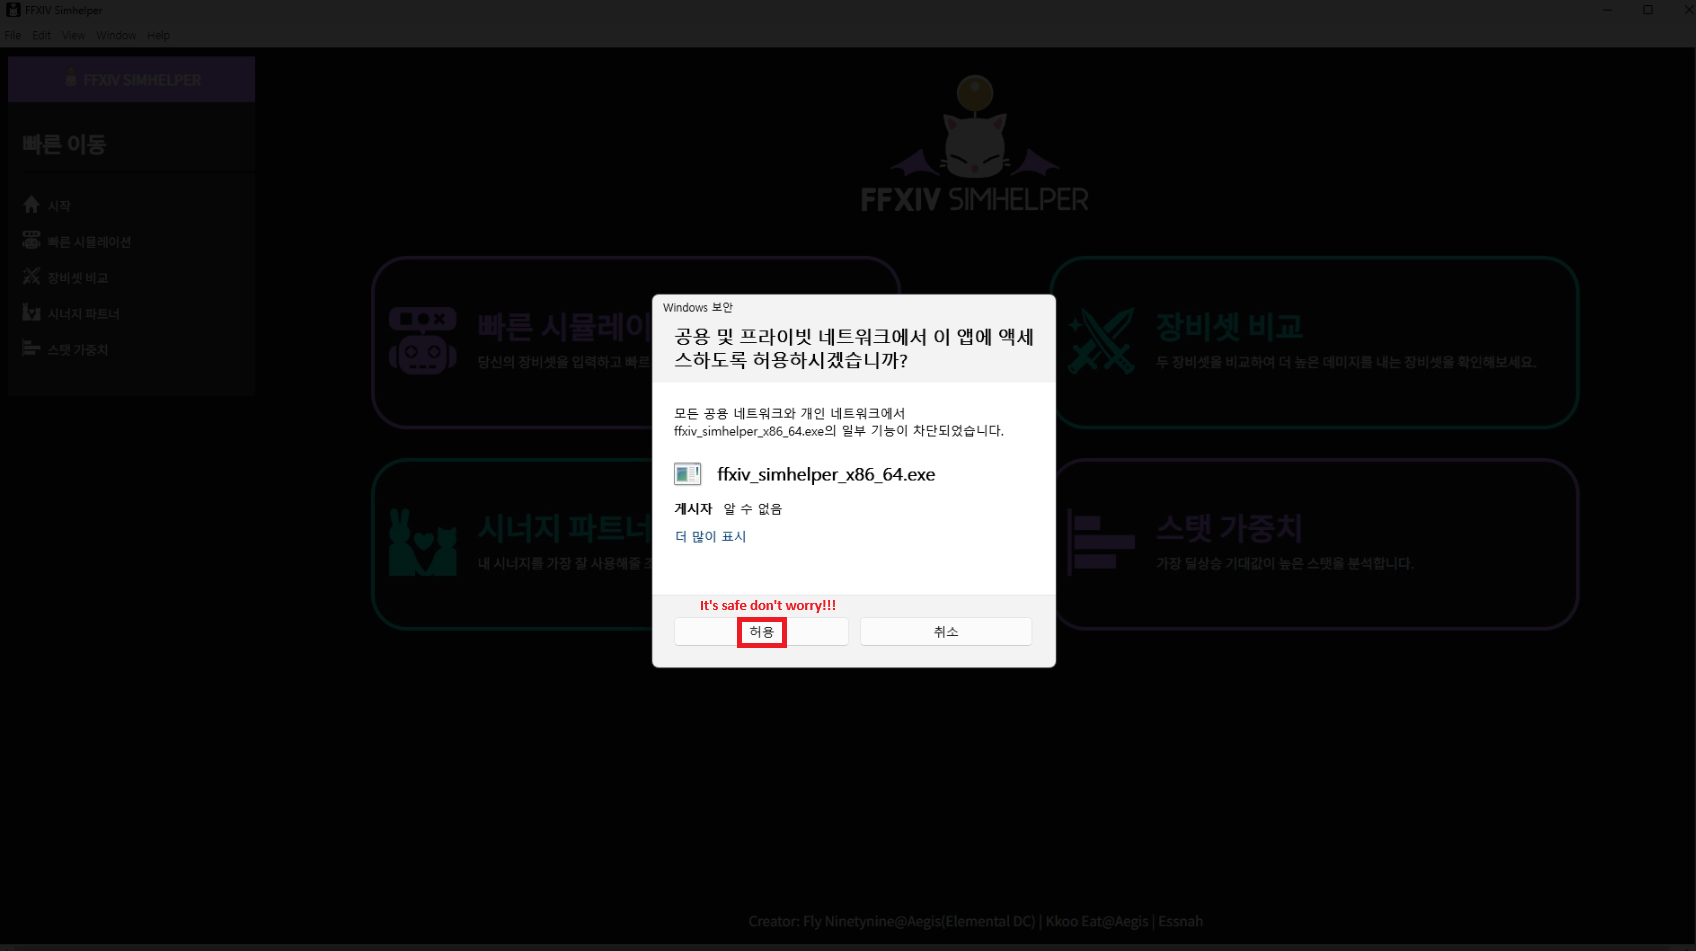 FFXIV Simhelper
File Edit View Window Help
FFXIV SIMHELPER
빠른 이동
시작
빠른 시뮬레이션
장비셋 비교
시너지 파트너
스탯 가중치
FFXIV SIMHELPER
빠른 시뮬레이
당신의 장비셋을 입력하고 빠르
장비셋 비교
두 장비셋을 비교하여 더 높은 데미지를 내는 장비셋을 확인해보세요.
시너지 파트너
내 시너지를 가장 잘 사용해줄
스탯 가중치
가장 딜상승 기대값이 높은 스탯을 분석합니다.
Windows 보안
공용 및 프라이빗 네트워크에서 이 앱에 액세
스하도록 허용하시겠습니까?
모든 공용 네트워크와 개인 네트워크에서
ffxiv_simhelper_x86_64.exe의 일부 기능이 차단되었습니다.
ffxiv_simhelper_x86_64.exe
게시자 알 수 없음
더 많이 표시
It's safe don't worry!!!
허용
취소
Creator: Fly Ninetynine@Aegis(Elemental DC) | Kkoo Eat@Aegis | Essnah